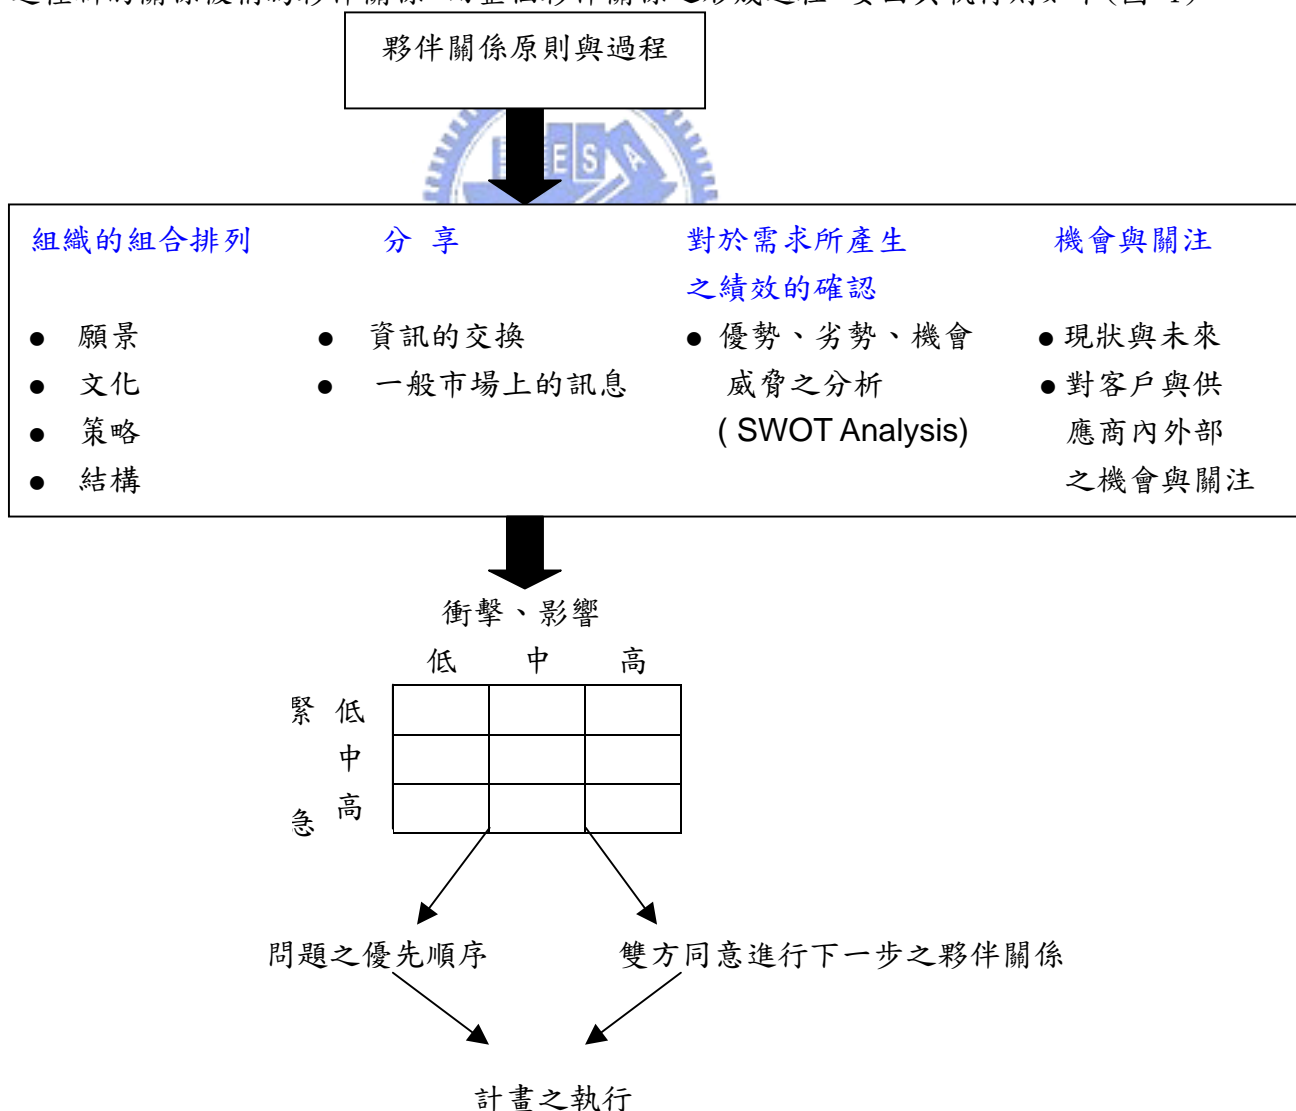 夥伴關係原則與過程
ESA
組織的組合排列
● 願景
● 文化
● 策略
● 結構
分 享
● 資訊的交換
● 一般市場上的訊息
對於需求所產生
之績效的確認
● 優勢、劣勢、機會
威脅之分析
( SWOT Analysis)
機會與關注
● 現狀與未來
● 對客戶與供
應商內外部
之機會與關注
衝擊、影響
低 中 高
緊 低
中
急 高
問題之優先順序 雙方同意進行下一步之夥伴關係
計畫之執行